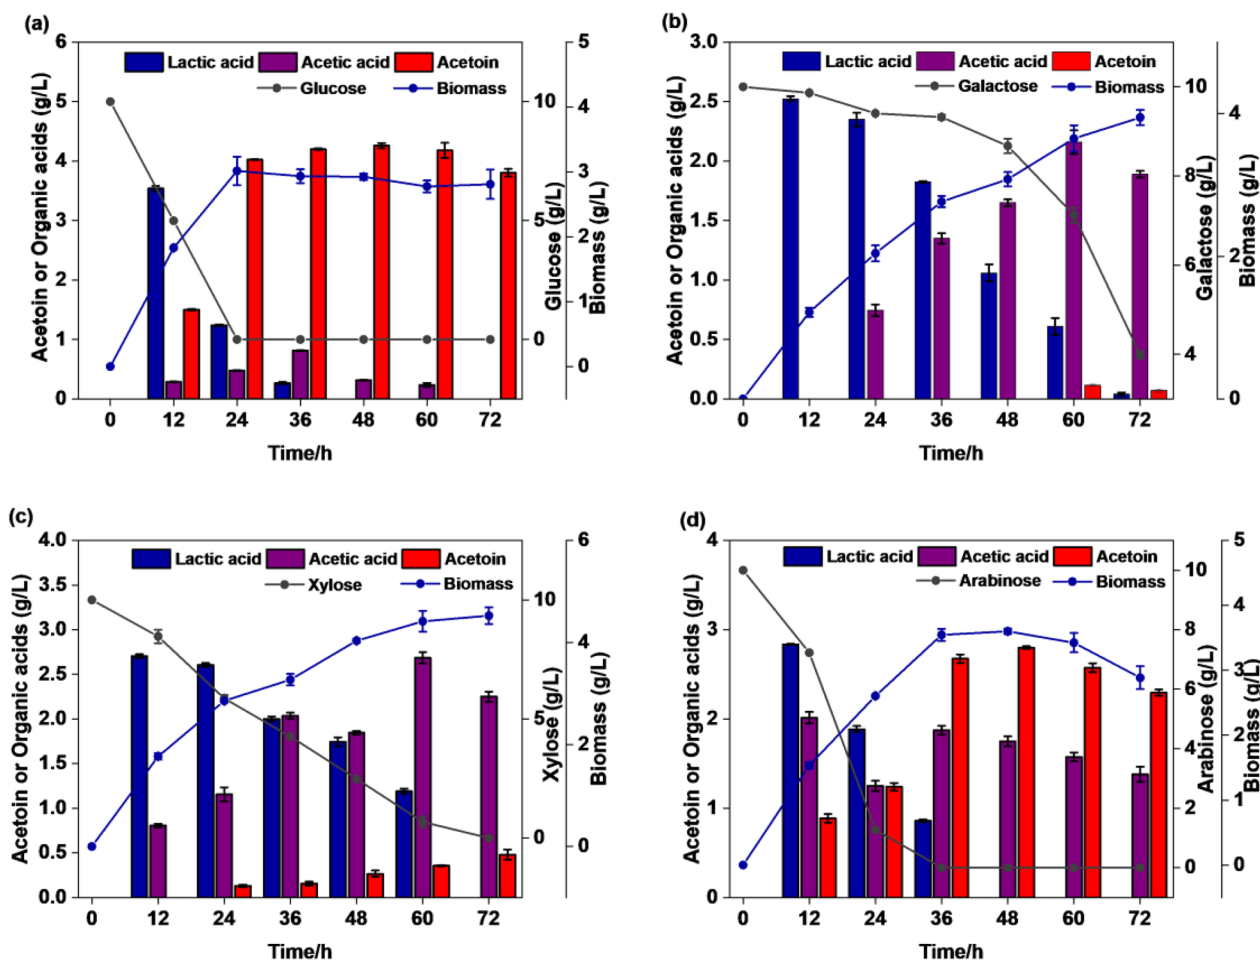 (a)
Lactic acid Acetic acid Acetoin
Glucose Biomass
Acetoin or Organic acids (g/L)
6
5
4
3
2
1
0
0 12 24 36 48 60 72
Time/h
10
5
0
Glucose (g/L)
5
4
3
2
1
0
Biomass (g/L)
(b)
Lactic acid Acetic acid Acetoin
Galactose Biomass
Acetoin or Organic acids (g/L)
3.0
2.5
2.0
1.5
1.0
0.5
0.0
0 12 24 36 48 60 72
Time/h
10
8
6
4
Galactose (g/L)
4
2
0
Biomass (g/L)
(c)
Lactic acid Acetic acid Acetoin
Xylose Biomass
Acetoin or Organic acids (g/L)
4.0
3.5
3.0
2.5
2.0
1.5
1.0
0.5
0.0
0 12 24 36 48 60 72
Time/h
10
5
0
Xylose (g/L)
6
4
2
0
Biomass (g/L)
(d)
Lactic acid Acetic acid Acetoin
Arabinose Biomass
Acetoin or Organic acids (g/L)
4
3
2
1
0
0 12 24 36 48 60 72
Time/h
10
8
6
4
2
0
Arabinose (g/L)
5
4
3
2
1
0
Biomass (g/L)